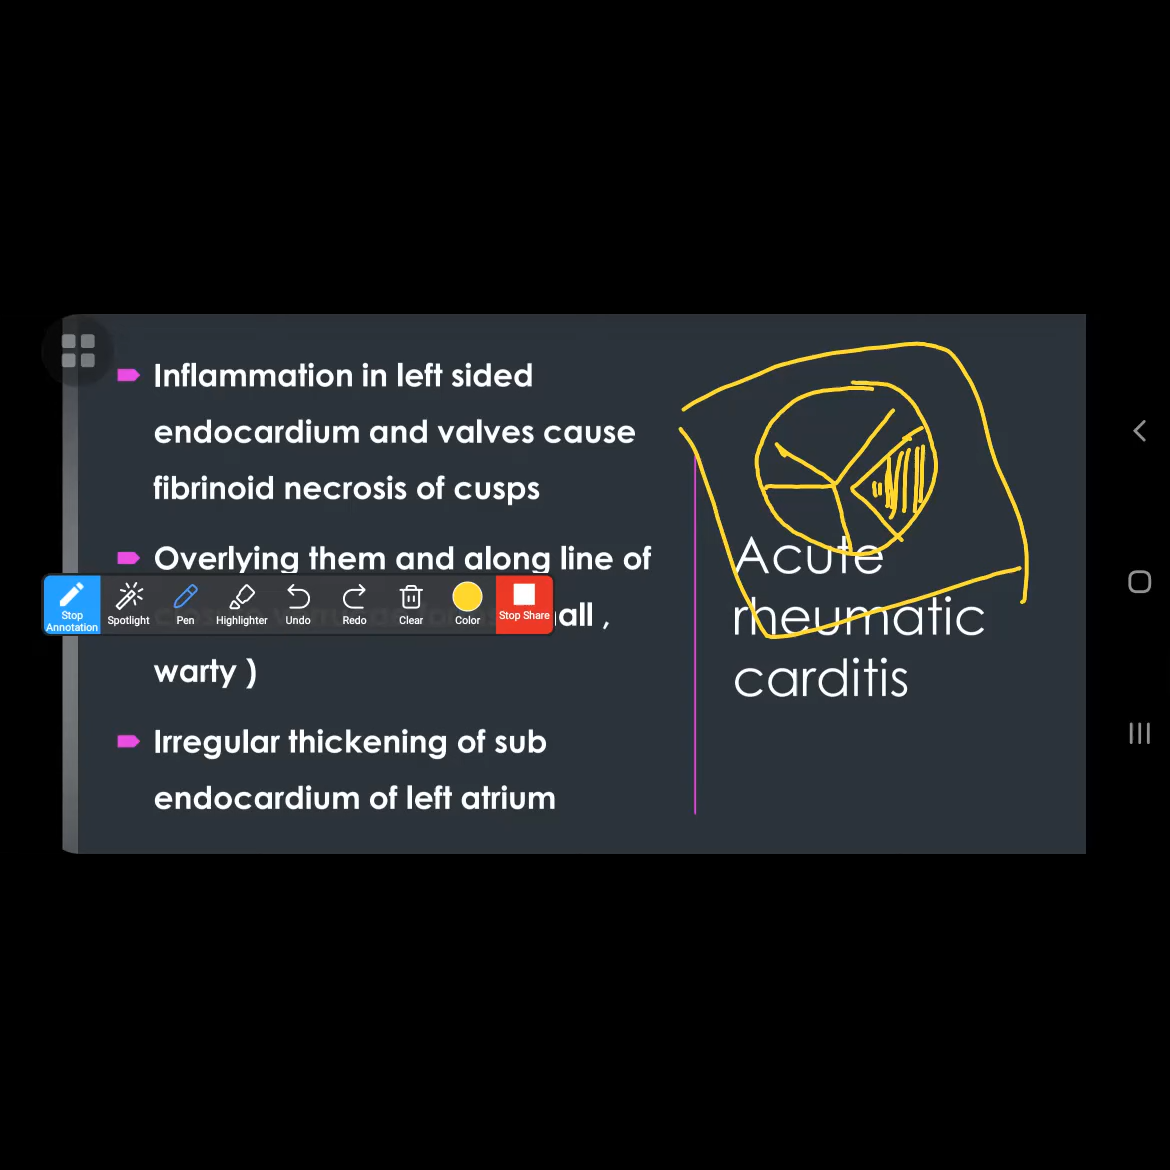 Inflammation in left sided
endocardium and valves cause
fibrinoid necrosis of cusps
Overlying them and along line of
all ,
warty )
Irregular thickening of sub
endocardium of left atrium
Acute
rheumatic
carditis
Stop Annotation
Spotlight
Pen
Highlighter
Undo
Redo
Clear
Color
Stop Share